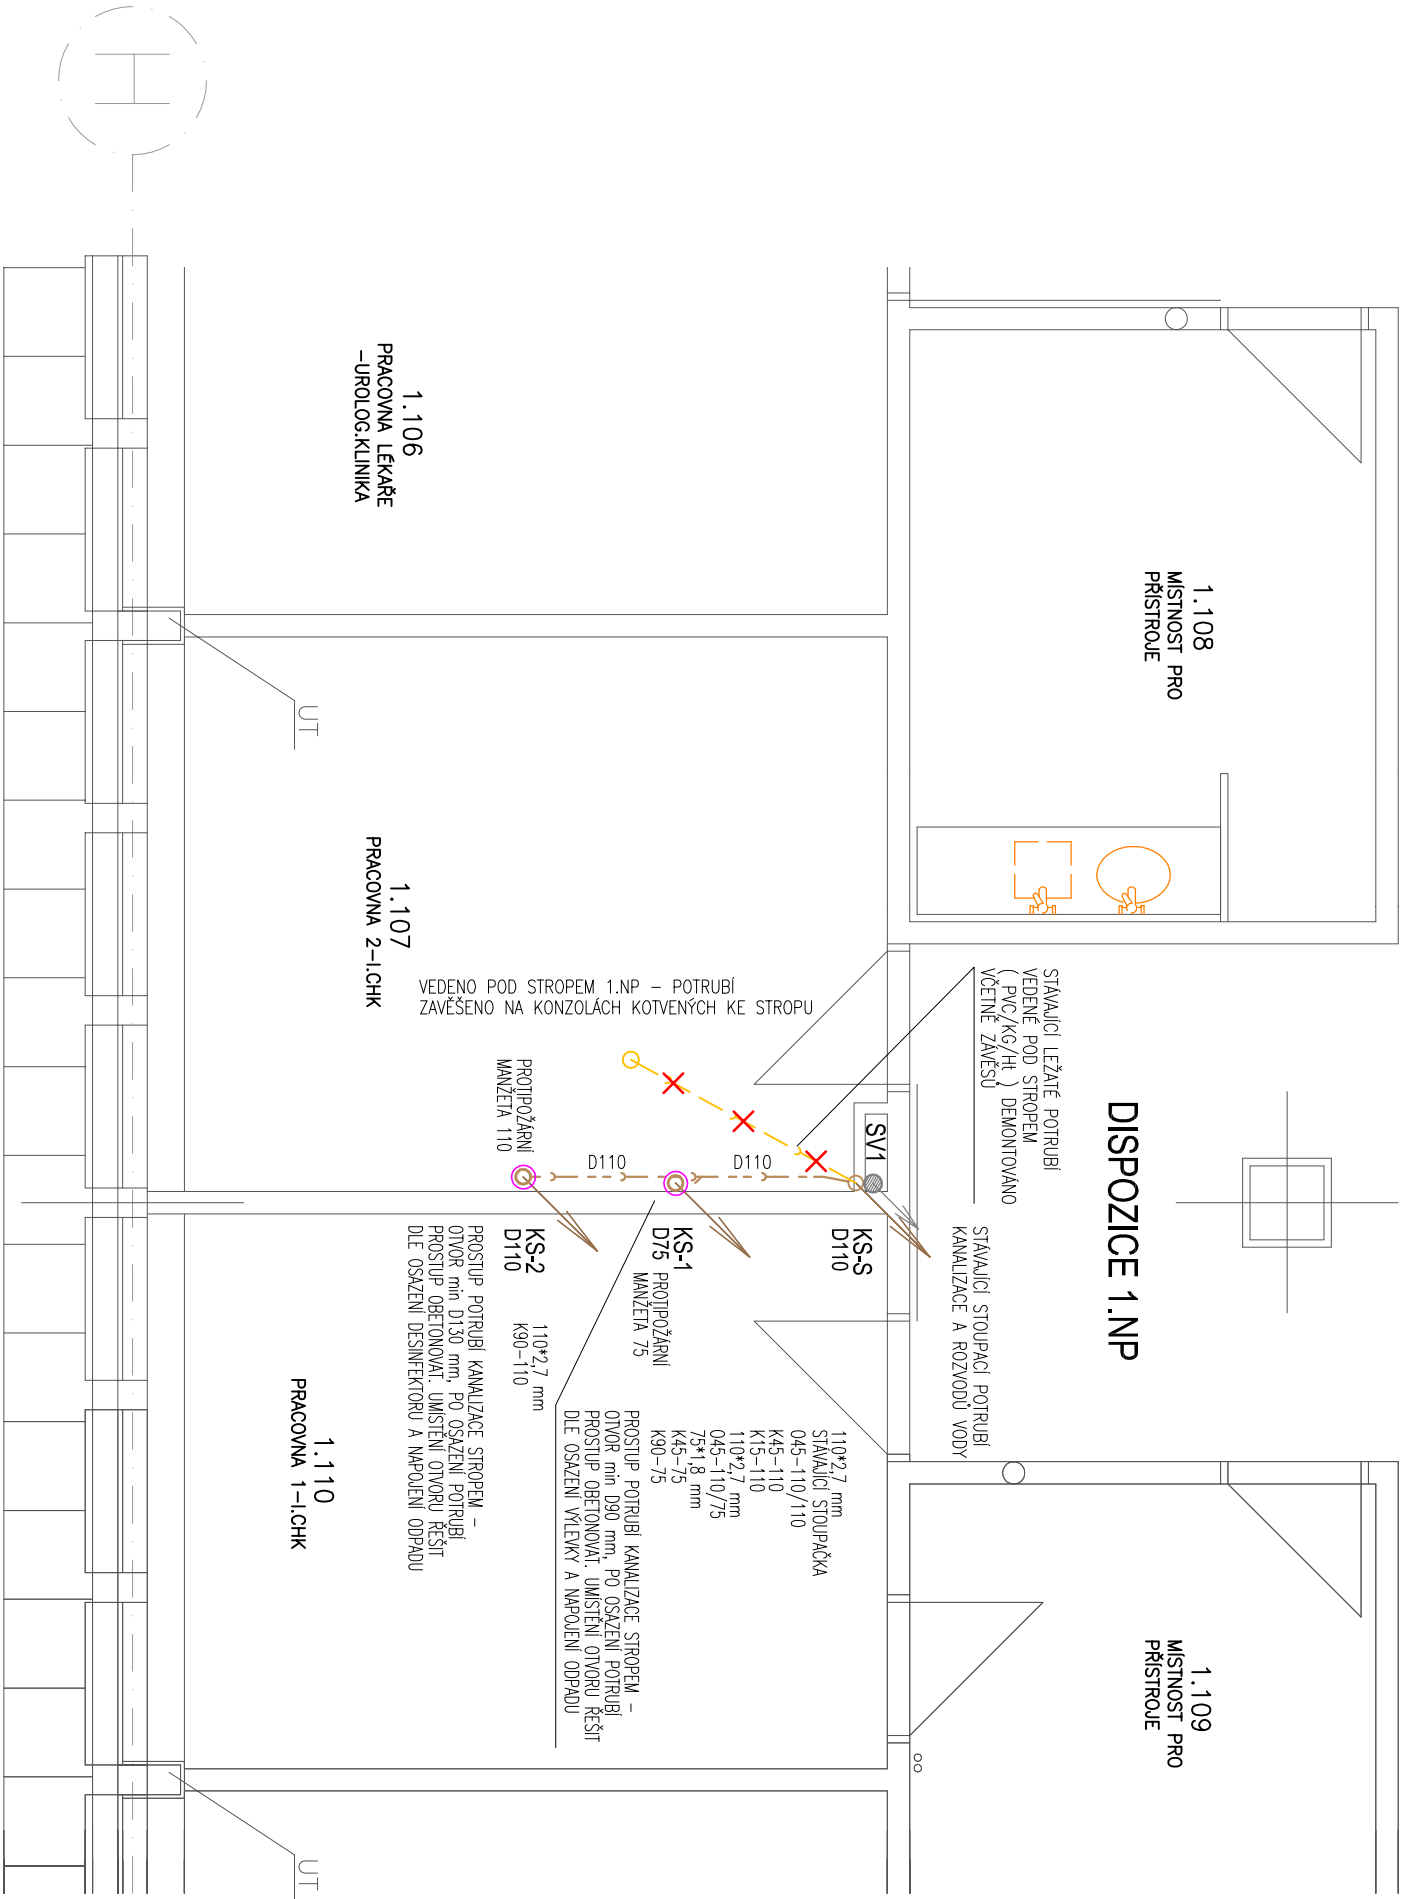 H
1.106
PRACOVNA LÉKAŘE
-UROLOG.KLINIKA
1.108
MÍSTNOST PRO
PŘÍSTROJE
UT
1.107
PRACOVNA 2-I.CHK
VEDENO POD STROPEM 1.NP – POTRUBÍ
ZAVĚŠENO NA KONZOLÁCH KOTVENÝCH KE STROPU
STÁVAJÍCÍ LEŽATÉ POTRUBÍ
VEDENÉ POD STROPEM
( PVC/KG/Ht ) DEMONTOVÁNO
VČETNĚ ZÁVĚSŮ
DISPOZICE 1.NP
SV1
D110
D110
PROTIPOŽÁRNÍ
MANŽETA 110
STÁVAJÍCÍ STOUPACÍ POTRUBÍ
KANALIZACE A ROZVODŮ VODY
KS-S
D110
KS-1
D75
PROTIPOŽÁRNÍ
MANŽETA 75
KS-2
D110
110*2,7 mm
K90-110
110*2,7 mm
STÁVAJÍCÍ STOUPAČKA
O45-110/110
K45-110
K15-110
110*2,7 mm
O45-110/75
75*1,8 mm
K45-75
K90-75
PROSTUP POTRUBÍ KANALIZACE STROPEM –
OTVOR min D90 mm, PO OSAZENÍ POTRUBÍ
PROSTUP OBETONOVAT. UMÍSTĚNÍ OTVORU ŘEŠIT
DLE OSAZENÍ VÝLEVKY A NAPOJENÍ ODPADU
PROSTUP POTRUBÍ KANALIZACE STROPEM –
OTVOR min D130 mm, PO OSAZENÍ POTRUBÍ
PROSTUP OBETONOVAT. UMÍSTĚNÍ OTVORU ŘEŠIT
DLE OSAZENÍ DESINFEKTORU A NAPOJENÍ ODPADU
1.110
PRACOVNA 1-I.CHK
1.109
MÍSTNOST PRO
PŘÍSTROJE
UT